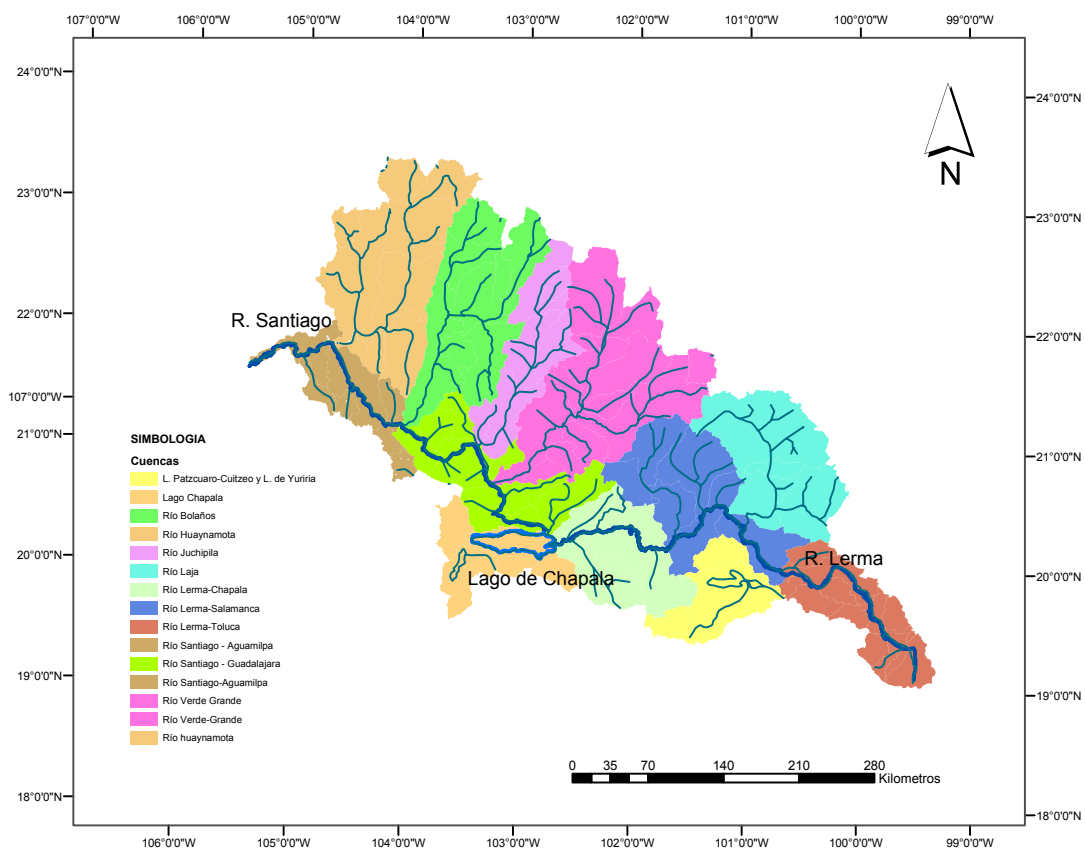 107°0'0"W 106°0'0"W 105°0'0"W 104°0'0"W 103°0'0"W 102°0'0"W 101°0'0"W 100°0'0"W 99°0'0"W
24°0'0"N
24°0'0"N
N
23°0'0"N
23°0'0"N
22°0'0"N
R. Santiago
22°0'0"N
107°0'0"W
21°0'0"N
21°0'0"N
SIMBOLOGIA
Cuencas
L. Patzcuaro-Cuitzeo y L. de Yuriria
Lago Chapala
Río Bolaños
Río Huaynamota
Río Juchipila
Río Laja
Río Lerma-Chapala
Río Lerma-Salamanca
Río Lerma-Toluca
Río Santiago - Aguamilpa
Río Santiago - Guadalajara
Río Santiago-Aguamilpa
Río Verde Grande
Río Verde-Grande
Río huaynamota
20°0'0"N
R. Lerma
Lago de Chapala
20°0'0"N
19°0'0"N
19°0'0"N
0 35 70 140 210 280
Kilometros
18°0'0"N
18°0'0"N
106°0'0"W 105°0'0"W 104°0'0"W 103°0'0"W 102°0'0"W 101°0'0"W 100°0'0"W 99°0'0"W